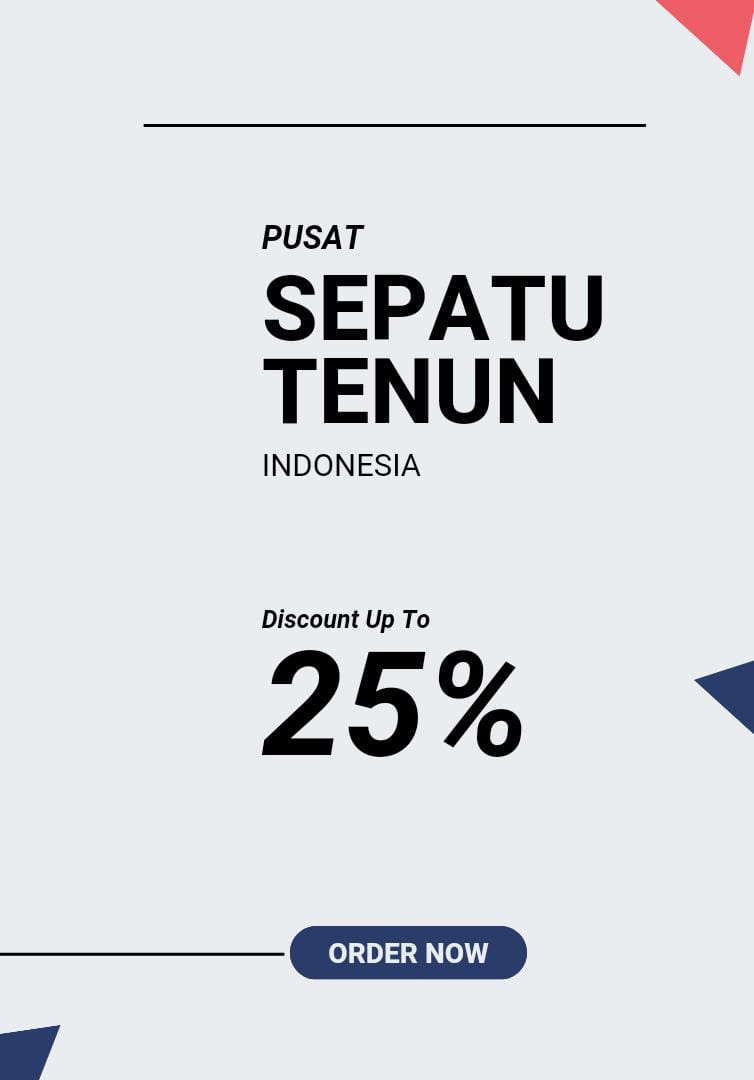 PUSAT
SEPATU
TENUN
INDONESIA
Discount Up To
25%
ORDER NOW